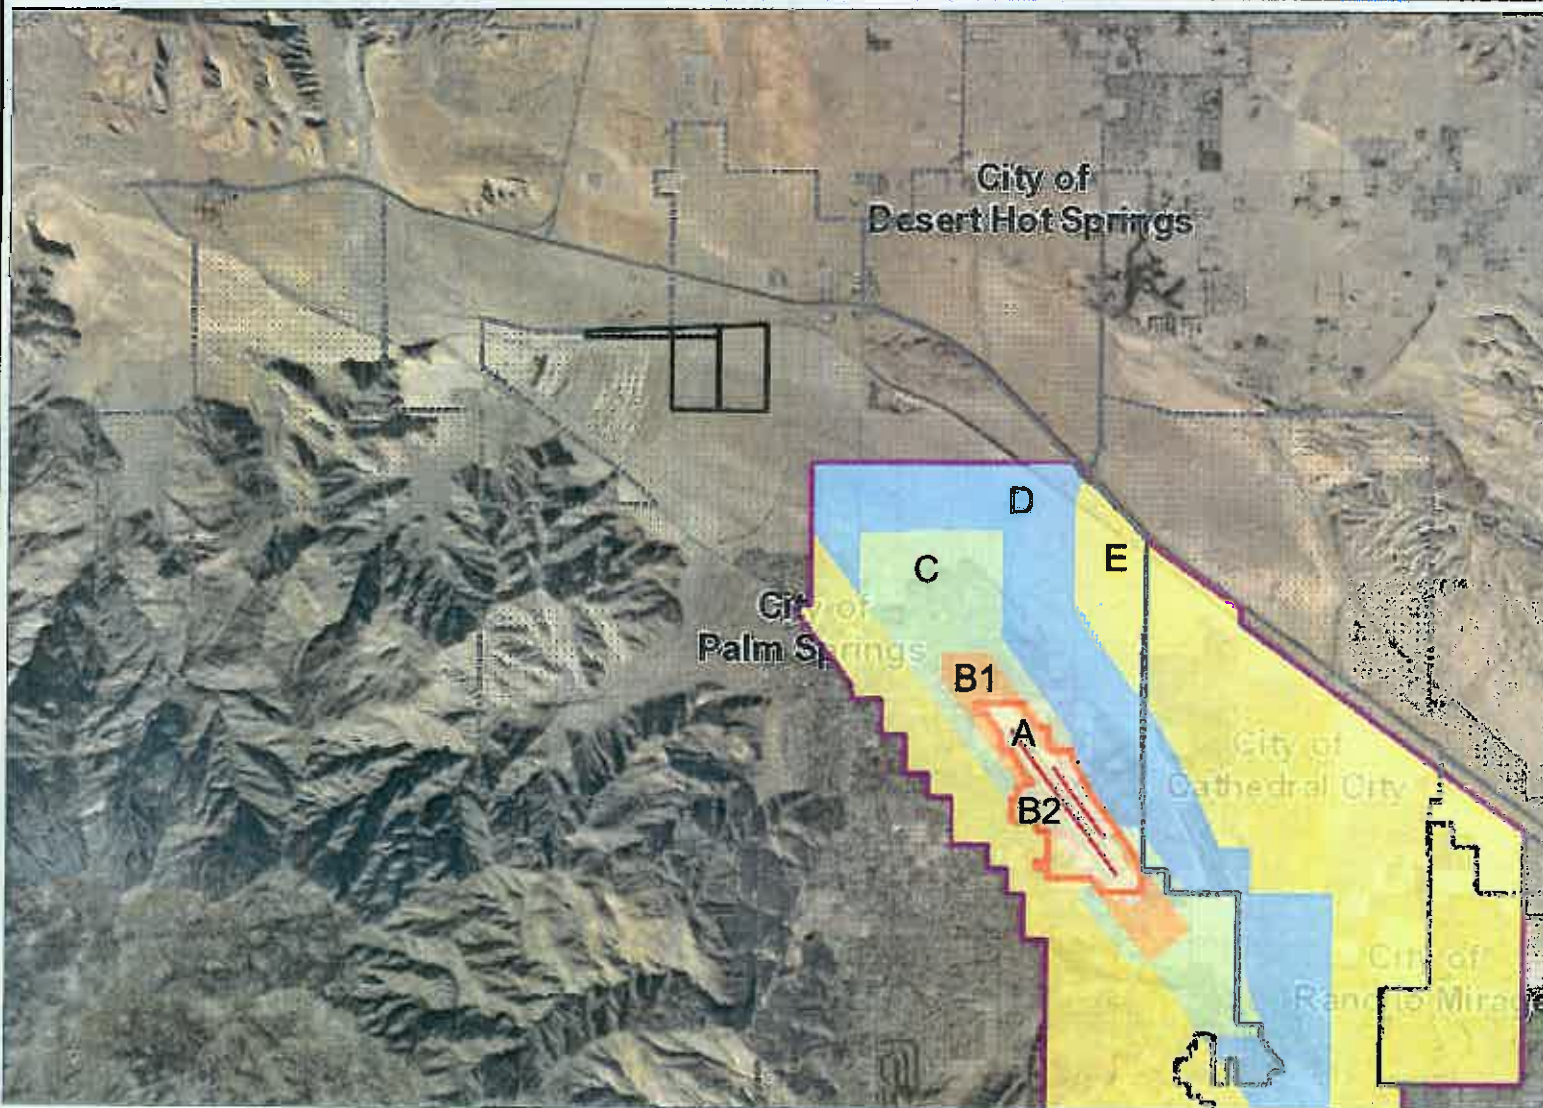 City of
Desert Hot Springs
D
E
C
City of
Palm Springs
B1
A
City of
Cathedral City
B2
City of
Rancho Mirage